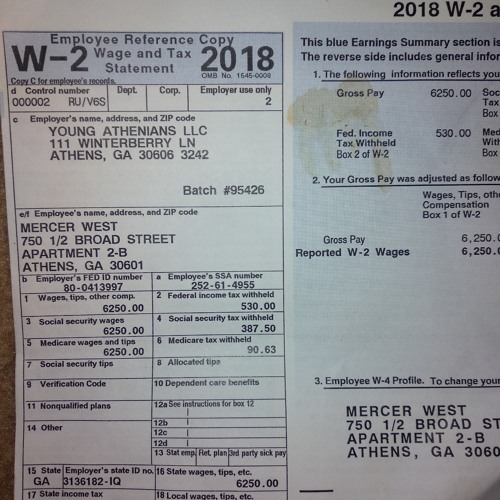 2018 W-2 a
Employee Reference Copy
W-2 Wage and Tax Statement 2018
OMB No. 1545-0008
Copy C for employee's records.
d Control number Dept. Corp. Employer use only
000002 RU/V6S 2
c Employer's name, address, and ZIP code
YOUNG ATHENIANS LLC
111 WINTERBERRY LN
ATHENS, GA 30606 3242
Batch #95426
e/f Employee's name, address, and ZIP code
MERCER WEST
750 1/2 BROAD STREET
APARTMENT 2-B
ATHENS, GA 30601
b Employer's FED ID number a Employee's SSA number
80-0413997 252-61-4955
1 Wages, tips, other comp. 2 Federal income tax withheld
6250.00 530.00
3 Social security wages 4 Social security tax withheld
6250.00 387.50
5 Medicare wages and tips 6 Medicare tax withheld
6250.00 90.63
7 Social security tips 8 Allocated tips
9 Verification Code 10 Dependent care benefits
11 Nonqualified plans 12a See instructions for box 12
14 Other 12b
12c
12d
13 Stat emp. Ret. plan 3rd party sick pay
15 State Employer's state ID no. 16 State wages, tips, etc.
GA 3136182-IQ 6250.00
17 State income tax 18 Local wages, tips, etc.
This blue Earnings Summary section is
The reverse side includes general infor
1. The following information reflects your
Gross Pay 6250.00 Soc
Tax
Box
Fed. Income 530.00 Med
Tax Withheld With
Box 2 of W-2 Box
2. Your Gross Pay was adjusted as follow
Wages, Tips, othe
Compensation
Box 1 of W-2
Gross Pay 6,250.0
Reported W-2 Wages 6,250.
3. Employee W-4 Profile. To change your
MERCER WEST
750 1/2 BROAD ST
APARTMENT 2-B
ATHENS, GA 3060